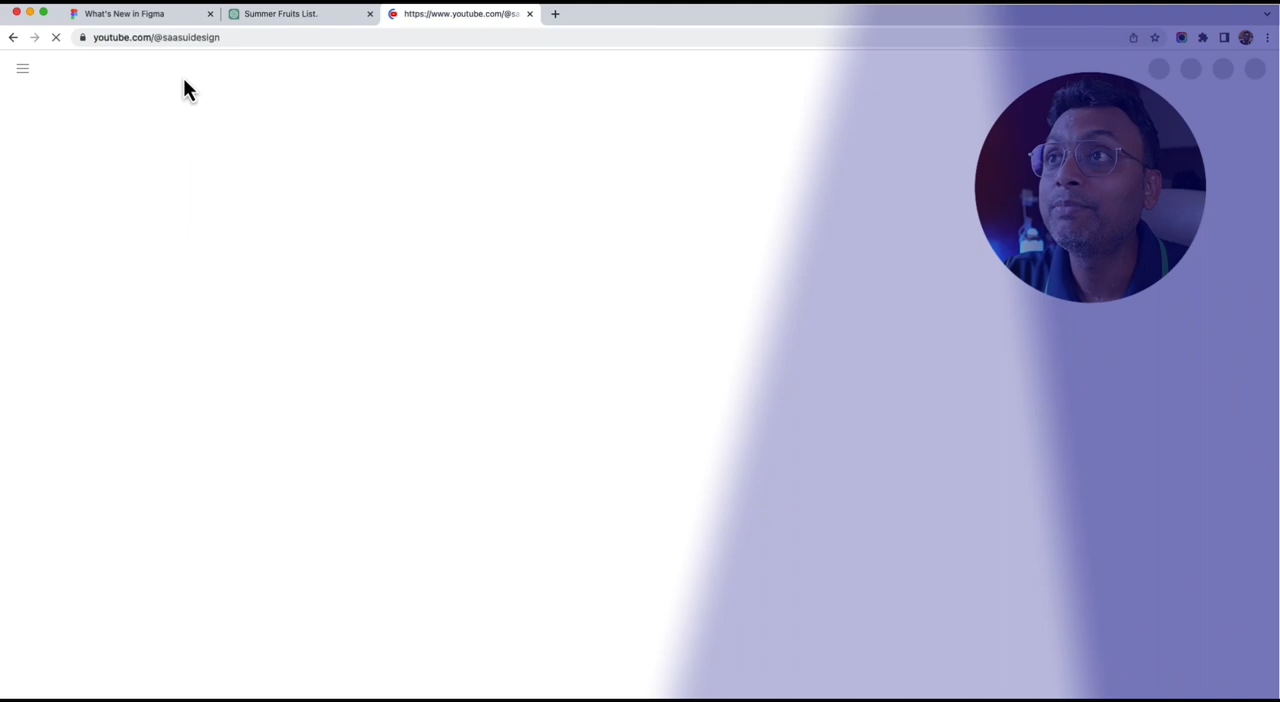 What's New in Figma
Summer Fruits List.
https://www.youtube.com/@sa
youtube.com/@saasuidesign